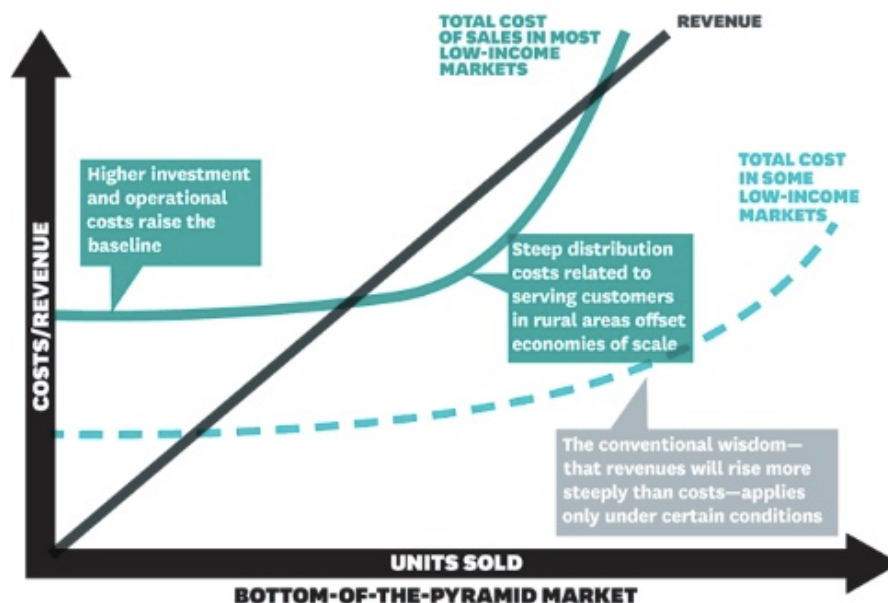 TOTAL COST
OF SALES IN MOST
LOW-INCOME
MARKETS
REVENUE
TOTAL COST
IN SOME
LOW-INCOME
MARKETS
Higher investment
and operational
costs raise the
baseline
Steep distribution
costs related to
serving customers
in rural areas offset
economies of scale
The conventional wisdom—
that revenues will rise more
steeply than costs—applies
only under certain conditions
COSTS/REVENUE
UNITS SOLD
BOTTOM-OF-THE-PYRAMID MARKET